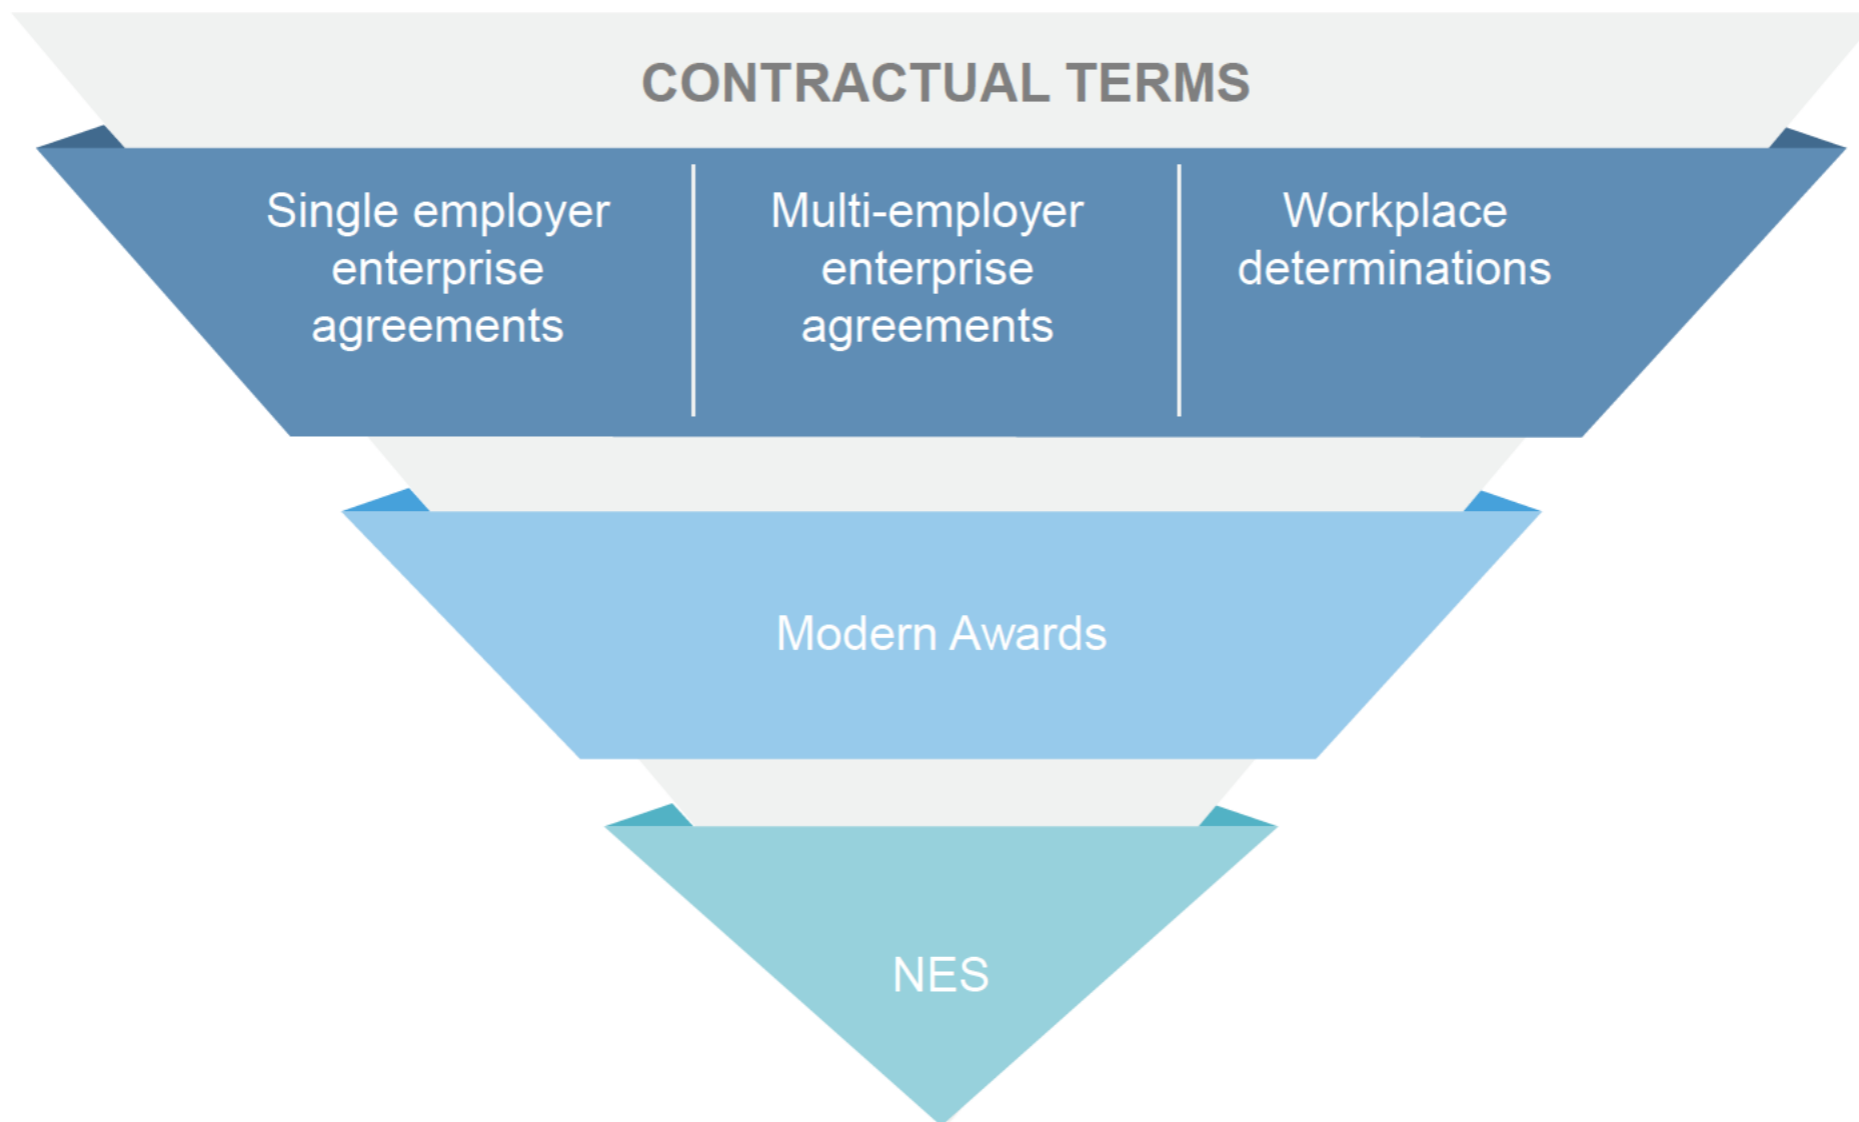 CONTRACTUAL TERMS
Single employer
enterprise
agreements
Multi-employer
enterprise
agreements
Workplace
determinations
Modern Awards
NES